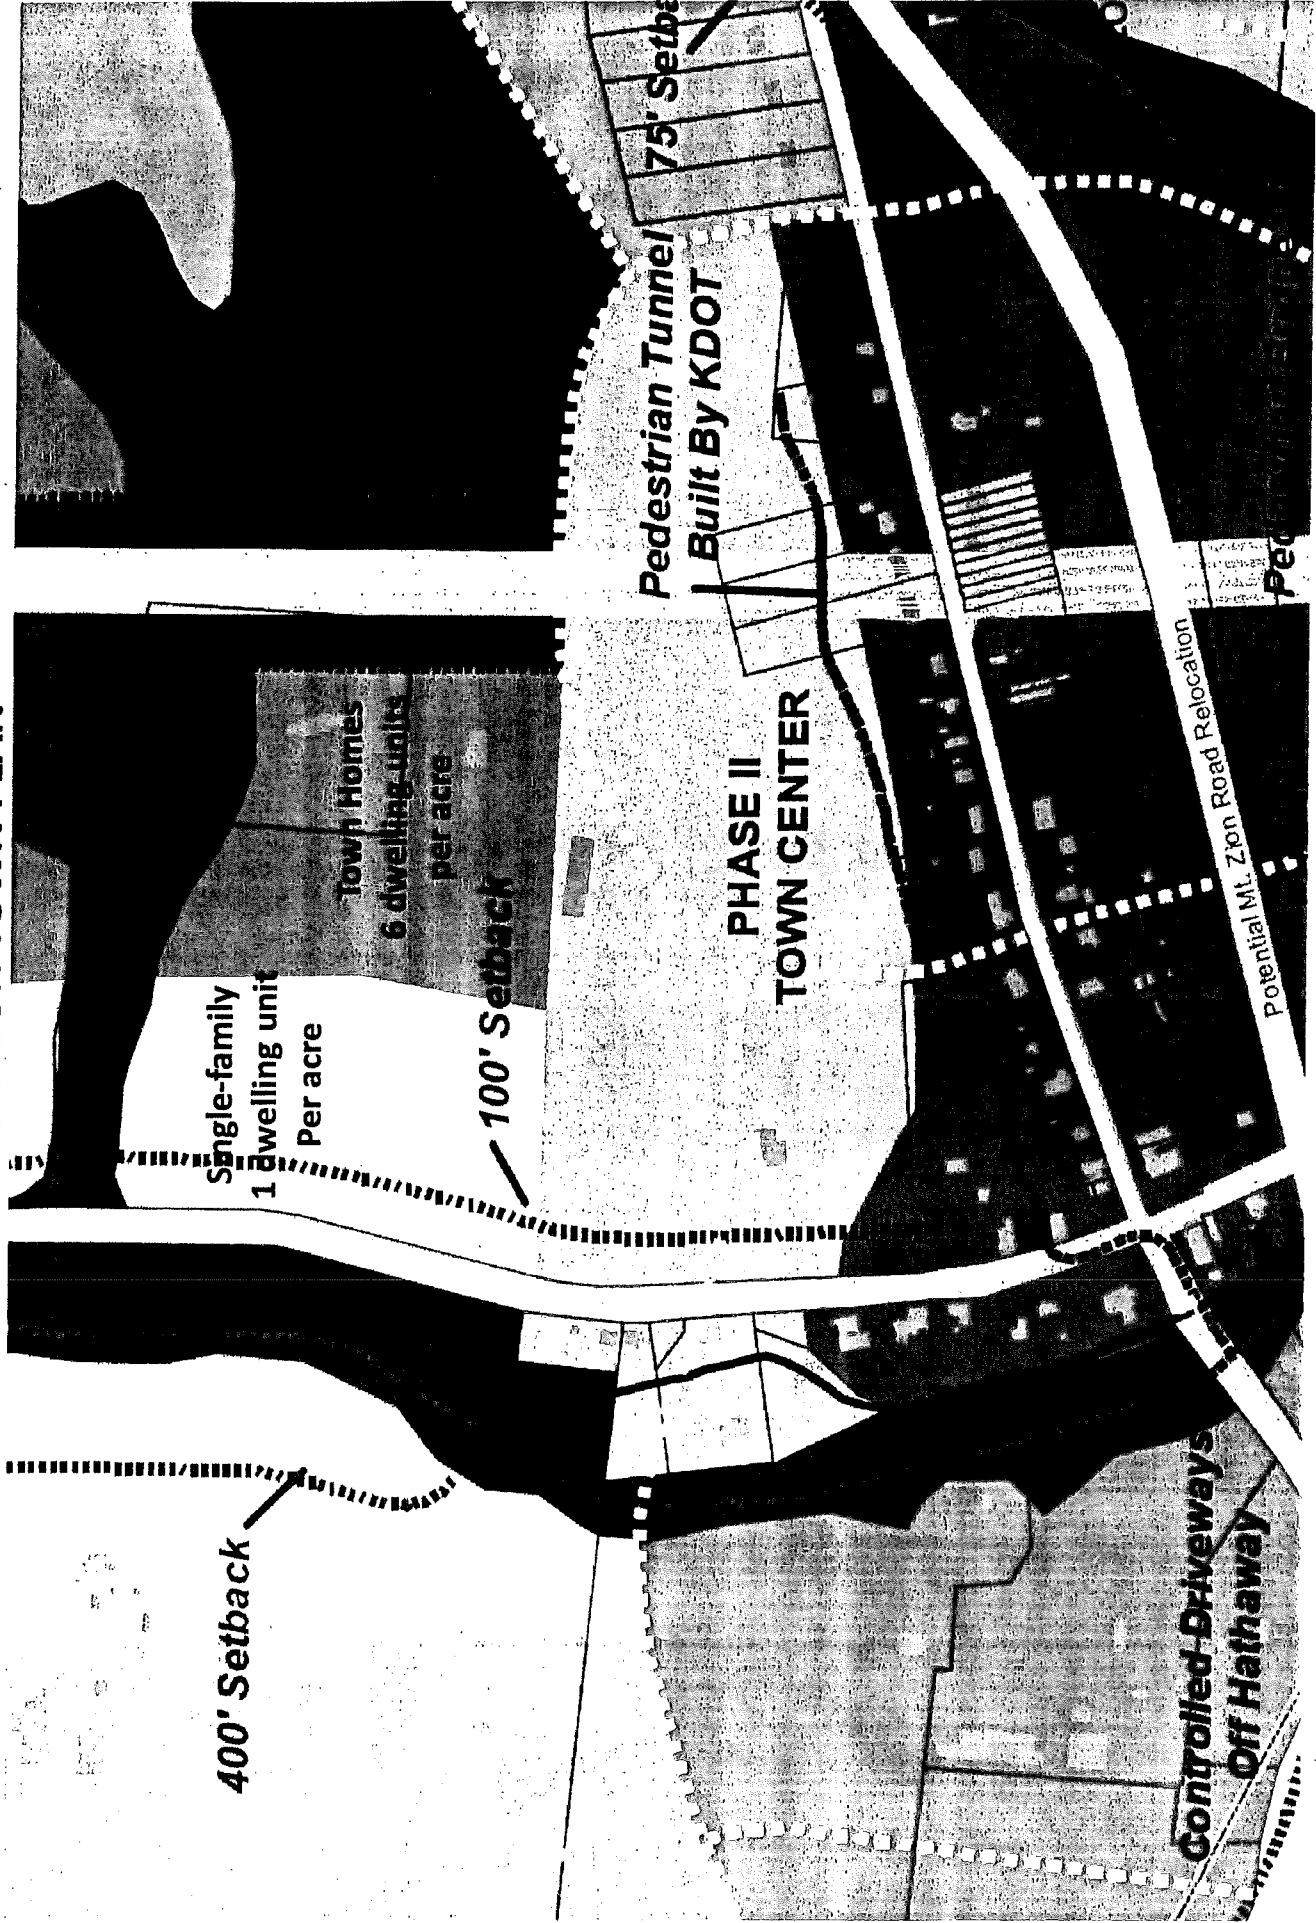 400' Setback
Single-family
1 dwelling unit
Per acre
100' Setback
Town Homes
6 dwelling units
per acre
PHASE II
TOWN CENTER
Pedestrian Tunnel
Built By KDOT
75' Setba
Potential Mt. Zion Road Relocation
Controlled Driveways
Off Hathaway